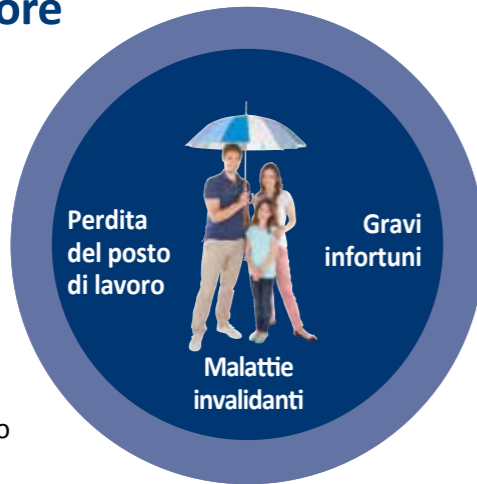 ore
Perdita
del posto
di lavoro
Gravi
infortuni
Malattie
invalidanti
o